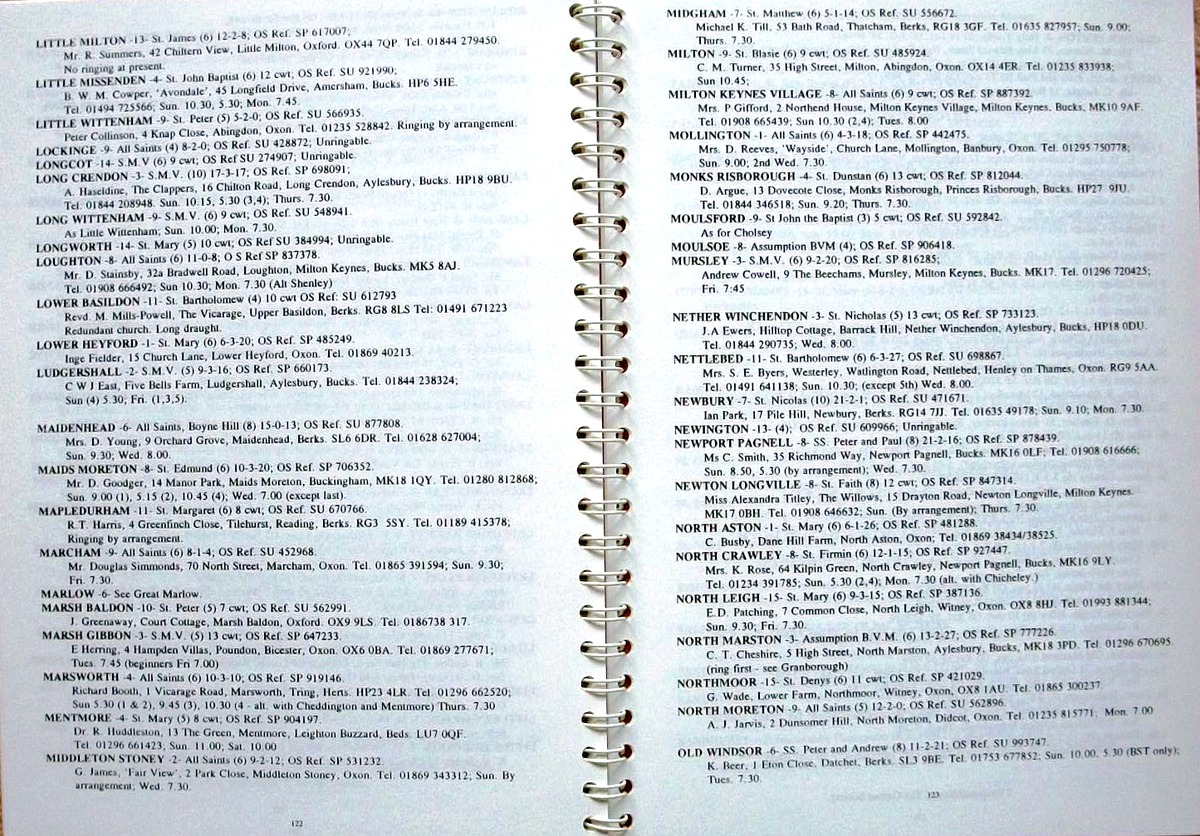 LITTLE MILTON -13- St. James (6) 12-2-8; OS Ref. SP 617007;
Mr. R. Summers, 42 Chiltern View, Little Milton, Oxford. OX44 7QP. Tel. 01844 279450.
No ringing at present.
LITTLE MISSENDEN -4- St. John Baptist (6) 12 cwt; OS Ref. SU 921990;
B. W. M. Cowper, 'Avondale', 45 Longfield Drive, Amersham, Bucks. HP6 5HE.
Tel. 01494 725566; Sun. 10.30, 5.30; Mon. 7.45.
LITTLE WITTENHAM -9- St. Peter (5) 5-2-0; OS Ref. SU 566935.
Peter Collinson, 4 Knap Close, Abingdon, Oxon. Tel. 01235 528842. Ringing by arrangement.
LOCKINGE -9- All Saints (4) 8-2-0; OS Ref. SU 428872; Unringable.
LONGCOT -14- S.M.V (6) 9 cwt; OS Ref SU 274907; Unringable.
LONG CRENDON -3- S.M.V. (10) 17-3-17; OS Ref. SP 698091;
A. Haseldine, The Clappers, 16 Chilton Road, Long Crendon, Aylesbury, Bucks. HP18 9BU.
Tel. 01844 208948. Sun. 10.15, 5.30 (3,4); Thurs. 7.30.
LONG WITTENHAM -9- S.M.V. (6) 9 cwt; OS Ref. SU 548941.
As Little Wittenham; Sun. 10.00; Mon. 7.30.
LONGWORTH -14- St. Mary (5) 10 cwt; OS Ref SU 384994; Unringable.
LOUGHTON -8- All Saints (6) 11-0-8; O S Ref SP 837378.
Mr. D. Stainsby, 32a Bradwell Road, Loughton, Milton Keynes, Bucks. MK5 8AJ.
Tel. 01908 666492; Sun 10.30; Mon. 7.30 (Alt Shenley)
LOWER BASILDON -11- St. Bartholomew (4) 10 cwt OS Ref: SU 612793
Revd. M. Mills-Powell, The Vicarage, Upper Basildon, Berks. RG8 8LS Tel: 01491 671223
Redundant church. Long draught.
LOWER HEYFORD -1- St. Mary (6) 6-3-20; OS Ref. SP 485249.
Inge Fielder, 15 Church Lane, Lower Heyford, Oxon. Tel. 01869 40213.
LUDGERSHALL -2- S.M.V. (5) 9-3-16; OS Ref. SP 660173.
C W J East, Five Bells Farm, Ludgershall, Aylesbury, Bucks. Tel. 01844 238324;
Sun (4) 5.30; Fri. (1,3,5).
MAIDENHEAD -6- All Saints, Boyne Hill (8) 15-0-13; OS Ref. SU 877808.
Mrs. D. Young, 9 Orchard Grove, Maidenhead, Berks. SL6 6DR. Tel. 01628 627004;
Sun. 9.30; Wed. 8.00.
MAIDS MORETON -8- St. Edmund (6) 10-3-20; OS Ref. SP 706352.
Mr. D. Goodger, 14 Manor Park, Maids Moreton, Buckingham, MK18 1QY. Tel. 01280 812868;
Sun. 9.00 (1), 5.15 (2), 10.45 (4); Wed. 7.00 (except last).
MAPLEDURHAM -11- St. Margaret (6) 8 cwt; OS Ref. SU 670766.
R.T. Harris, 4 Greenfinch Close, Tilehurst, Reading, Berks. RG3 5SY. Tel. 01189 415378;
Ringing by arrangement.
MARCHAM -9- All Saints (6) 8-1-4; OS Ref. SU 452968.
Mr. Douglas Simmonds, 70 North Street, Marcham, Oxon. Tel. 01865 391594; Sun. 9.30;
Fri. 7.30.
MARLOW -6- See Great Marlow.
MARSH BALDON -10- St. Peter (5) 7 cwt; OS Ref. SU 562991.
J. Greenaway, Court Cottage, Marsh Baldon, Oxford. OX9 9LS. Tel. 0186738 317.
MARSH GIBBON -3- S.M.V. (5) 13 cwt; OS Ref. SP 647233.
E Herring, 4 Hampden Villas, Poundon, Bicester, Oxon. OX6 0BA. Tel. 01869 277671;
Tues. 7.45 (beginners Fri 7.00)
MARSWORTH -4- All Saints (6) 10-3-10; OS Ref. SP 919146.
Richard Booth, 1 Vicarage Road, Marsworth, Tring, Herts. HP23 4LR. Tel. 01296 662520;
Sun 5.30 (1 & 2), 9.45 (3), 10.30 (4 - alt. with Cheddington and Mentmore) Thurs. 7.30
MENTMORE -4- St. Mary (5) 8 cwt; OS Ref. SP 904197.
Dr. R. Huddleston, 13 The Green, Mentmore, Leighton Buzzard, Beds. LU7 0QF.
Tel. 01296 661423; Sun. 11.00; Sat. 10.00
MIDDLETON STONEY -2- All Saints (6) 9-2-12; OS Ref. SP 531232.
G. James, 'Fair View', 2 Park Close, Middleton Stoney, Oxon. Tel. 01869 343312; Sun. By
arrangement; Wed. 7.30.
122
MIDGHAM -7- St. Matthew (6) 5-1-14; OS Ref. SU 556672.
Michael K. Till, 53 Bath Road, Thatcham, Berks, RG18 3GF. Tel. 01635 827957; Sun. 9.00;
Thurs. 7.30.
MILTON -9- St. Blasie (6) 9 cwt; OS Ref. SU 485924.
C. M. Turner, 35 High Street, Milton, Abingdon, Oxon. OX14 4ER. Tel. 01235 833938;
Sun 10.45;
MILTON KEYNES VILLAGE -8- All Saints (6) 9 cwt; OS Ref. SP 887392.
Mrs. P Gifford, 2 Northend House, Milton Keynes Village, Milton Keynes, Bucks, MK10 9AF.
Tel. 01908 665439; Sun 10.30 (2,4); Tues. 8.00
MOLLINGTON -1- All Saints (6) 4-3-18; OS Ref. SP 442475.
Mrs. D. Reeves, 'Wayside', Church Lane, Mollington, Banbury, Oxon. Tel. 01295 750778;
Sun. 9.00; 2nd Wed. 7.30.
MONKS RISBOROUGH -4- St. Dunstan (6) 13 cwt; OS Ref. SP 812044.
D. Argue, 13 Dovecote Close, Monks Risborough, Princes Risborough, Bucks. HP27 9JU.
Tel. 01844 346518; Sun. 9.20; Thurs. 7.30.
MOULSFORD -9- St John the Baptist (3) 5 cwt; OS Ref. SU 592842.
As for Cholsey
MOULSOE -8- Assumption BVM (4); OS Ref. SP 906418.
MURSLEY -3- S.M.V. (6) 9-2-20; OS Ref. SP 816285;
Andrew Cowell, 9 The Beechams, Mursley, Milton Keynes, Bucks. MK17. Tel. 01296 720425;
Fri. 7:45
NETHER WINCHENDON -3- St. Nicholas (5) 13 cwt; OS Ref. SP 733123.
J.A Ewers, Hilltop Cottage, Barrack Hill, Nether Winchendon, Aylesbury, Bucks, HP18 0DU.
Tel. 01844 290735; Wed. 8.00.
NETTLEBED -11- St. Bartholomew (6) 6-3-27; OS Ref. SU 698867.
Mrs. S. E. Byers, Westerley, Watlington Road, Nettlebed, Henley on Thames, Oxon. RG9 5AA.
Tel. 01491 641138; Sun. 10.30; (except 5th) Wed. 8.00.
NEWBURY -7- St. Nicolas (10) 21-2-1; OS Ref. SU 471671.
Ian Park, 17 Pile Hill, Newbury, Berks. RG14 7JJ. Tel. 01635 49178; Sun. 9.10; Mon. 7.30.
NEWINGTON -13- (4); OS Ref. SU 609966; Unringable.
NEWPORT PAGNELL -8- SS. Peter and Paul (8) 21-2-16; OS Ref. SP 878439.
Ms C. Smith, 35 Richmond Way, Newport Pagnell, Bucks. MK16 0LF; Tel. 01908 616666;
Sun. 8.50, 5.30 (by arrangement); Wed. 7.30.
NEWTON LONGVILLE -8- St. Faith (8) 12 cwt; OS Ref. SP 847314.
Miss Alexandra Titley, The Willows, 15 Drayton Road, Newton Longville, Milton Keynes.
MK17 0BH. Tel. 01908 646632; Sun. (By arrangement); Thurs. 7.30.
NORTH ASTON -1- St. Mary (6) 6-1-26; OS Ref. SP 481288.
C. Busby, Dane Hill Farm, North Aston, Oxon; Tel. 01869 38434/38525.
NORTH CRAWLEY -8- St. Firmin (6) 12-1-15; OS Ref. SP 927447.
Mrs. K. Rose, 64 Kilpin Green, North Crawley, Newport Pagnell, Bucks, MK16 9LY.
Tel. 01234 391785; Sun. 5.30 (2,4); Mon. 7.30 (alt. with Chicheley.)
NORTH LEIGH -15- St. Mary (6) 9-3-15; OS Ref. SP 387136.
E.D. Patching, 7 Common Close, North Leigh, Witney, Oxon. OX8 8HJ. Tel. 01993 881344;
Sun. 9.30; Fri. 7.30.
NORTH MARSTON -3- Assumption B.V.M. (6) 13-2-27; OS Ref. SP 777226.
C. T. Cheshire, 5 High Street, North Marston, Aylesbury, Bucks, MK18 3PD. Tel 01296 670695.
(ring first - see Granborough)
NORTHMOOR -15- St. Denys (6) 11 cwt; OS Ref. SP 421029.
G. Wade, Lower Farm, Northmoor, Witney, Oxon, OX8 1AU. Tel. 01865 300237.
NORTH MORETON -9- All Saints (5) 12-2-0; OS Ref. SU 562896.
A. J. Jarvis, 2 Dunsomer Hill, North Moreton, Didcot, Oxon. Tel. 01235 815771; Mon. 7.00
OLD WINDSOR -6- SS. Peter and Andrew (8) 11-2-21; OS Ref. SU 993747.
K. Beer, 1 Eton Close, Datchet, Berks. SL3 9BE. Tel. 01753 677852; Sun. 10.00, 5.30 (BST only);
Tues. 7.30.
123